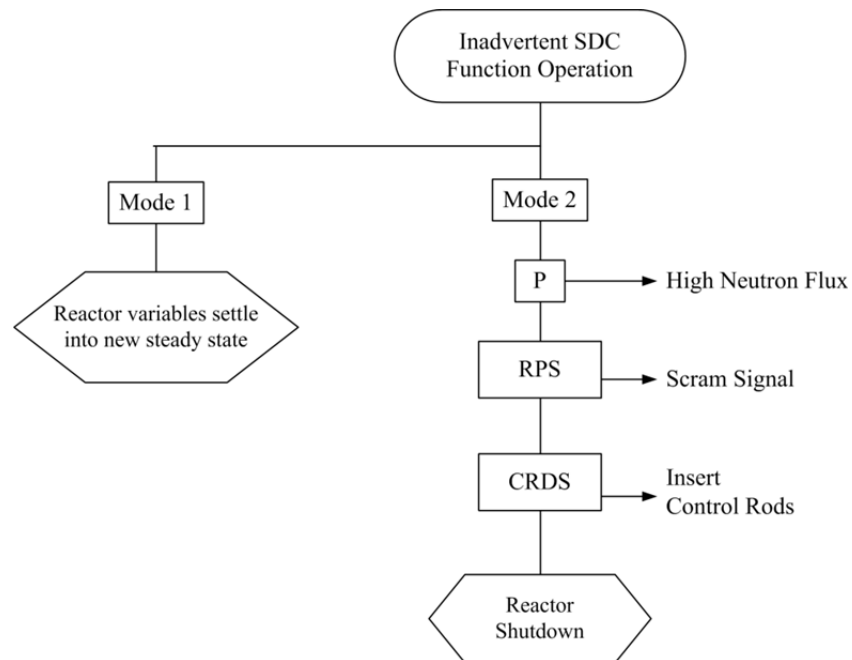 Inadvertent SDC
Function Operation
Mode 1
Mode 2
Reactor variables settle
into new steady state
P
High Neutron Flux
RPS
Scram Signal
CRDS
Insert
Control Rods
Reactor
Shutdown